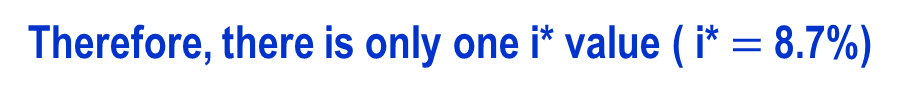 Therefore, there is only one i* value ( i* = 8.7%)